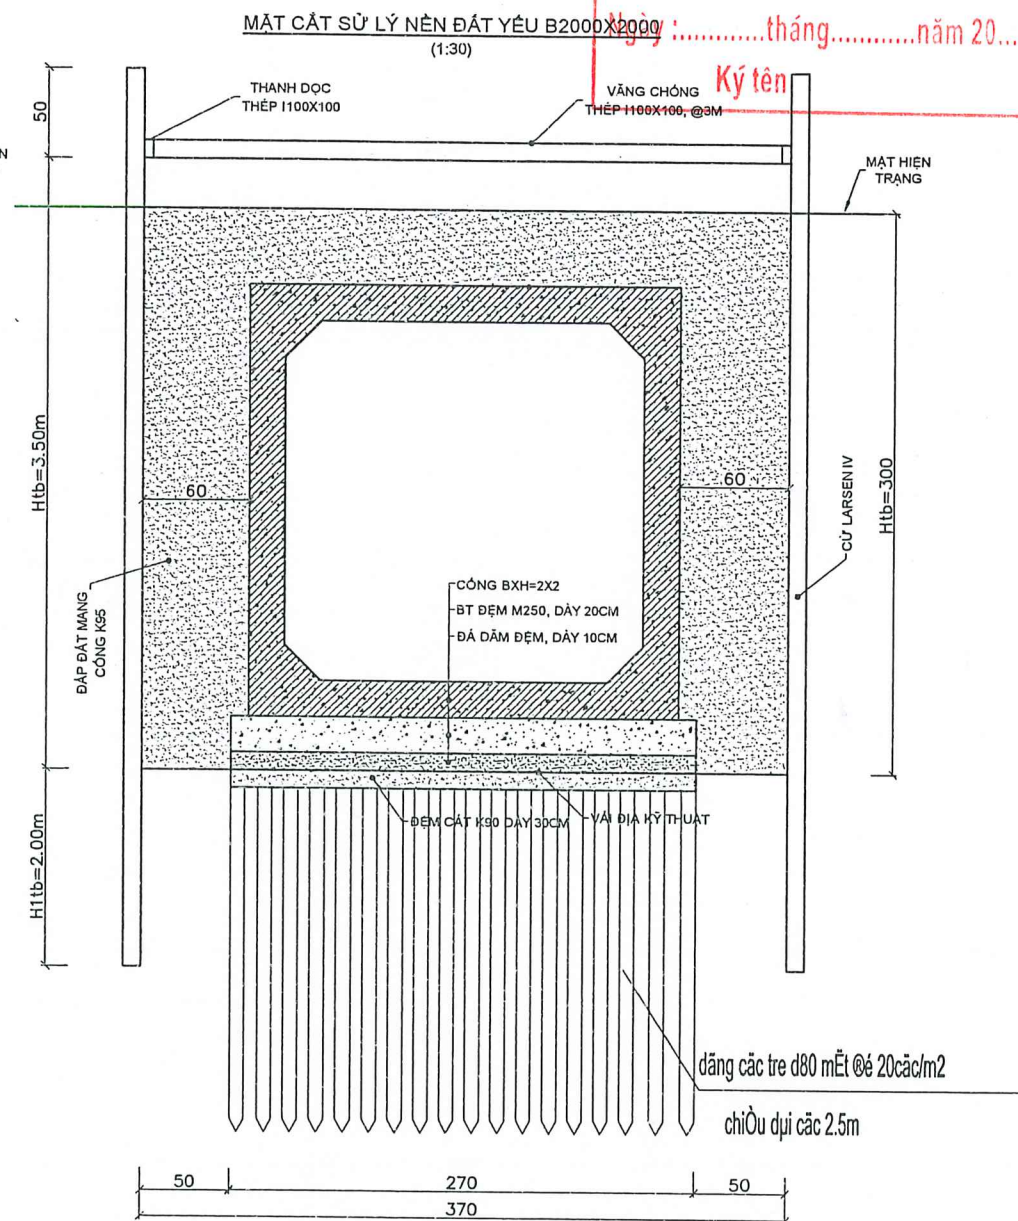 MẶT CẮT SỬ LÝ NỀN ĐẤT YẾU B2000X2000
(1:30)
Ngày :............tháng............năm 20...
Ký tên
50
THANH DỌC
THÉP I100X100
VĂNG CHỐNG
THÉP I100X100, @3M
N
MẶT HIỆN
TRẠNG
Htb=3.50m
60
60
CỪ LARSEN IV
Htb=300
ĐẮP ĐẤT MANG
CỐNG K95
CỐNG BXH=2X2
BT ĐỆM M250, DÀY 20CM
ĐÁ DĂM ĐỆM, DÀY 10CM
ĐỆM CÁT K90 DÀY 30CM
VẢI ĐỊA KỸ THUẬT
H1tb=2.00m
dãng cäc tre d80 mËt ®é 20cäc/m2
chiÒu dµi cäc 2.5m
50
270
50
370